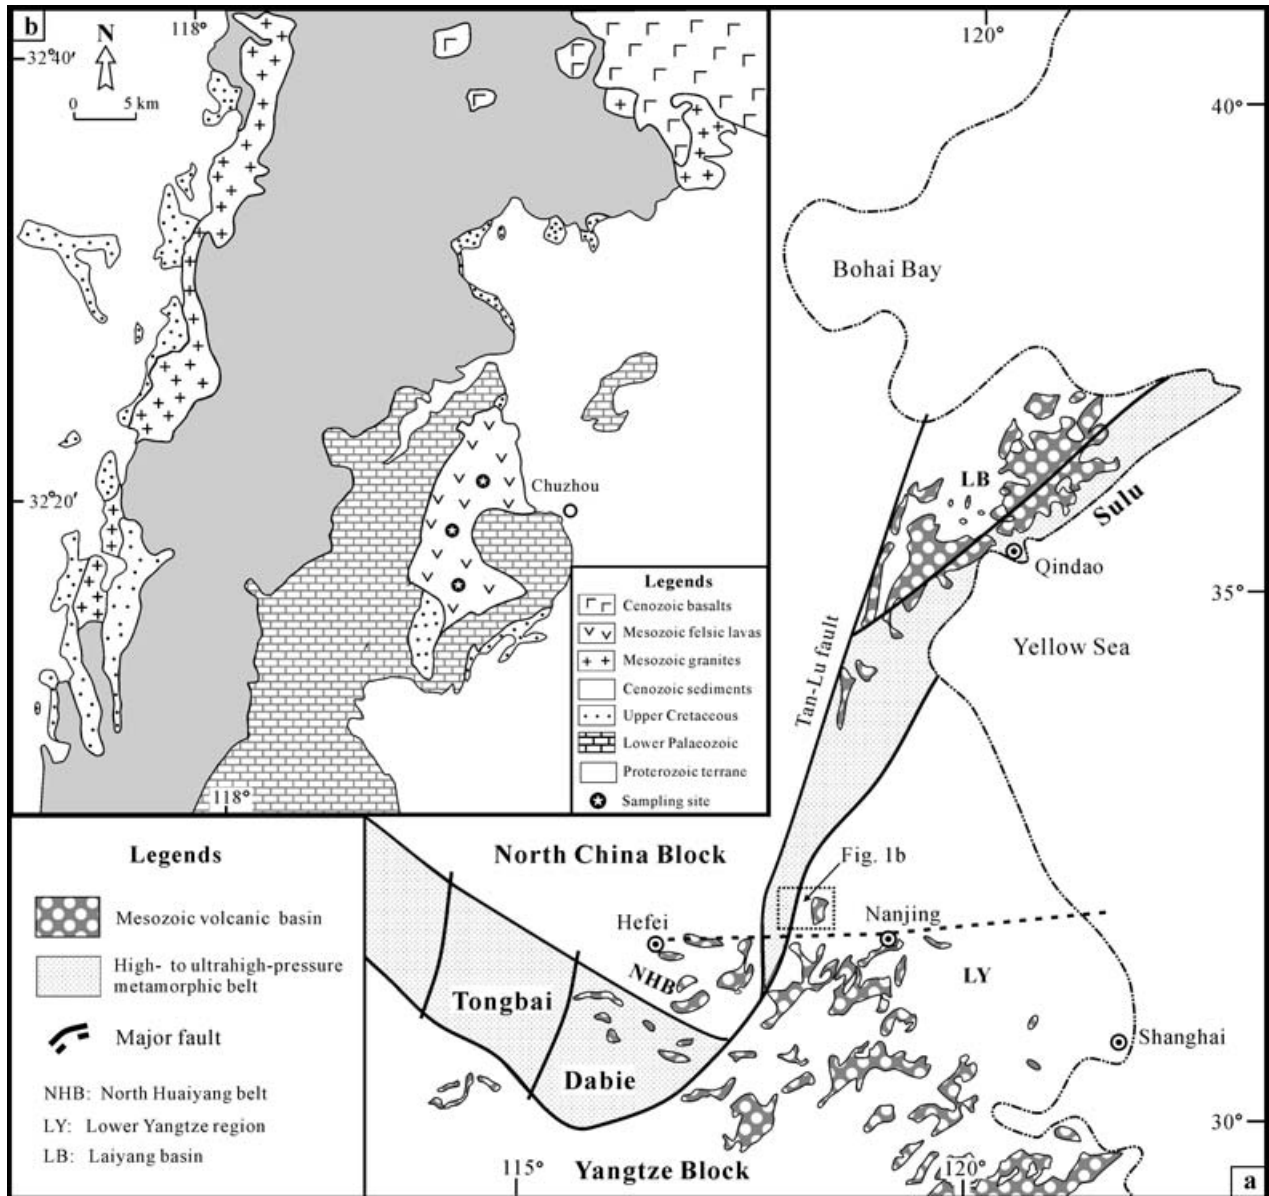 b
118°
N
32°40′
0 5 km
32°20′
Chuzhou
118°
Legends
Cenozoic basalts
Mesozoic felsic lavas
Mesozoic granites
Cenozoic sediments
Upper Cretaceous
Lower Palaeozoic
Proterozoic terrane
Sampling site
120°
40°
Bohai Bay
LB
Sulu
Qindao
35°
Yellow Sea
Tan-Lu fault
North China Block
Fig. 1b
Hefei
Nanjing
NHB
LY
Tongbai
Shanghai
Dabie
30°
115°
Yangtze Block
120°
a
Legends
Mesozoic volcanic basin
High- to ultrahigh-pressure
metamorphic belt
Major fault
NHB: North Huaiyang belt
LY: Lower Yangtze region
LB: Laiyang basin